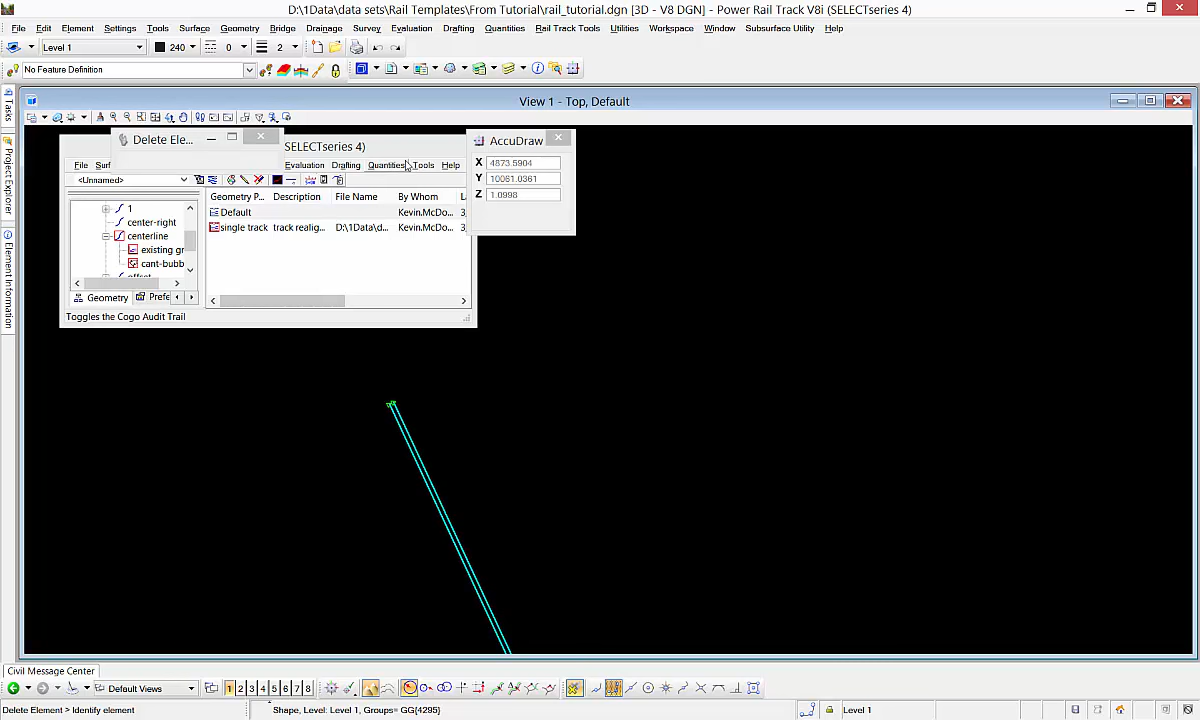 D:\1Data\data sets\Rail Templates\From Tutorial\rail_tutorial.dgn [3D - V8 DGN] - Power Rail Track V8i (SELECTseries 4)
File Edit Element Settings Tools Surface Geometry Bridge Drainage Survey Evaluation Drafting Quantities Rail Track Tools Utilities Workspace Window Subsurface Utility Help
Level 1 240 0 2
No Feature Definition
View 1 - Top, Default
Tasks
Project Explorer
Element Information
Delete Ele...
SELECTseries 4)
File Surf Evaluation Drafting Quantities Tools Help
<Unnamed>
Geometry P... Description File Name By Whom
1
center-right
centerline
existing gr
cant-bubb
Default Kevin.McDo... 3,
single track track realig... D:\1Data\d... Kevin.McDo... 3,
Geometry Prefe
Toggles the Cogo Audit Trail
AccuDraw
X 4873.5904
Y 10061.0361
Z 1.0998
Civil Message Center
Default Views 1 2 3 4 5 6 7 8
Delete Element > Identify element Shape, Level: Level 1, Groups= GG{4295} Level 1